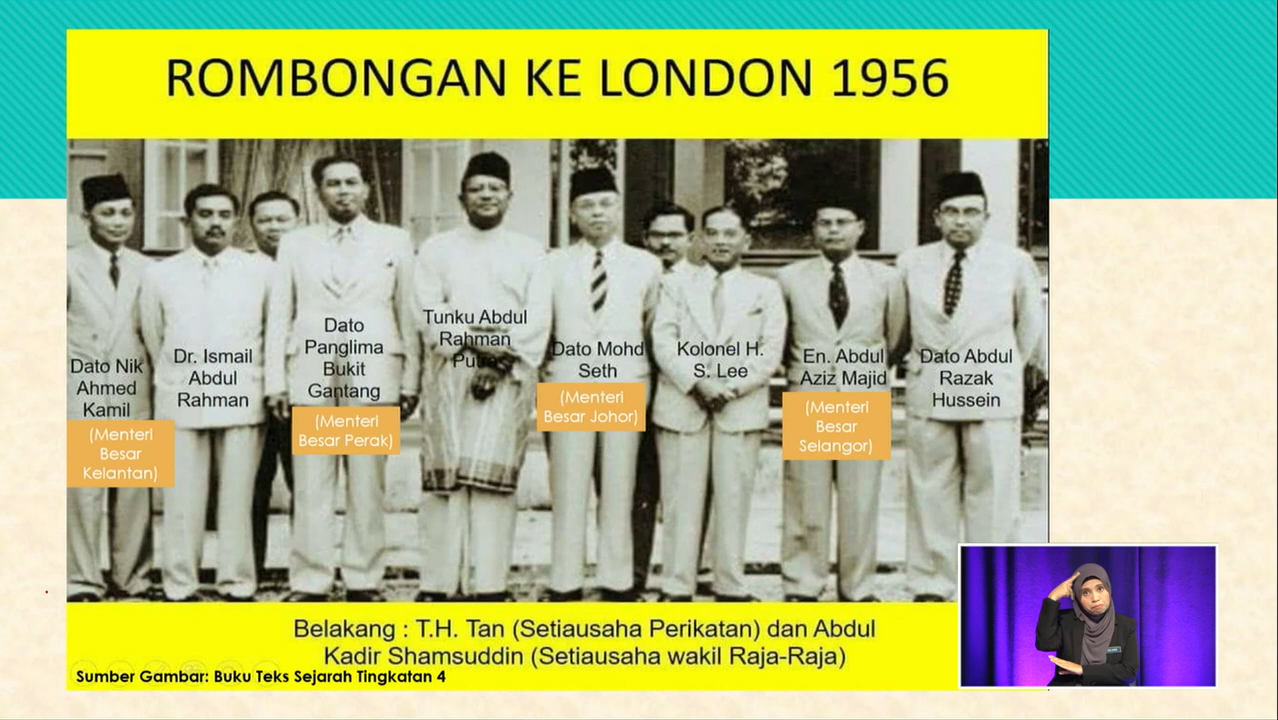 ROMBONGAN KE LONDON 1956
Dato Nik
Ahmed
Kamil
(Menteri
Besar
Kelantan)
Dr. Ismail
Abdul
Rahman
Dato
Panglima
Bukit
Gantang
(Menteri
Besar Perak)
Tunku Abdul
Rahman
Putra
Dato Mohd
Seth
(Menteri
Besar Johor)
Kolonel H.
S. Lee
En. Abdul
Aziz Majid
(Menteri
Besar
Selangor)
Dato Abdul
Razak
Hussein
Belakang : T.H. Tan (Setiausaha Perikatan) dan Abdul
Kadir Shamsuddin (Setiausaha wakil Raja-Raja)
Sumber Gambar: Buku Teks Sejarah Tingkatan 4